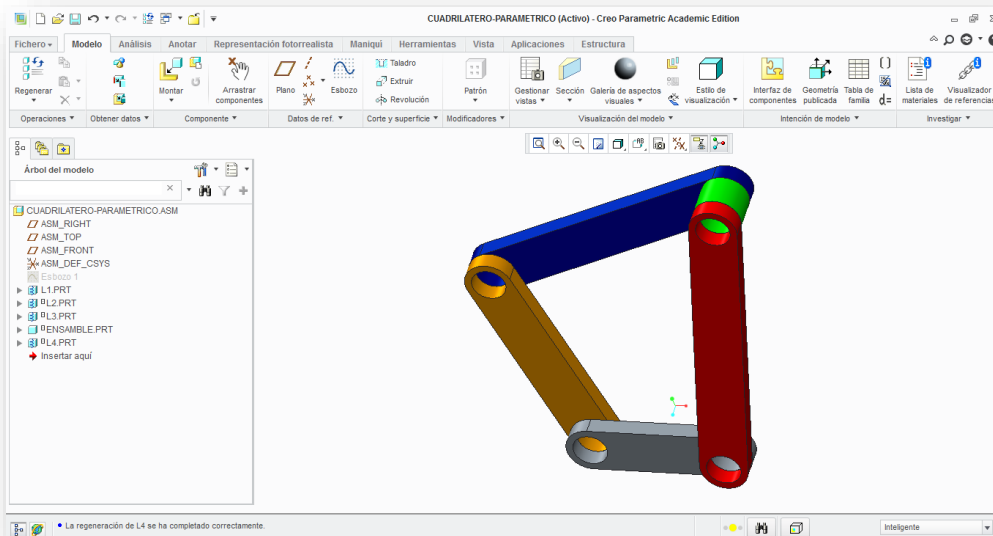 CUADRILATERO-PARAMETRICO (Activo) - Creo Parametric Academic Edition
Fichero Modelo Análisis Anotar Representación fotorrealista Maniquí Herramientas Vista Aplicaciones Estructura
Regenerar
Montar
Arrastrar componentes
Plano
Esbozo
Taladro
Extruir
Revolución
Patrón
Gestionar vistas
Sección
Galería de aspectos visuales
Estilo de visualización
Interfaz de componentes
Geometría publicada
Tabla de familia
d=
Lista de materiales
Visualizador de referencias
Operaciones Obtener datos Componente Datos de ref. Corte y superficie Modificadores Visualización del modelo Intención de modelo Investigar
Árbol del modelo
CUADRILATERO-PARAMETRICO.ASM
ASM_RIGHT
ASM_TOP
ASM_FRONT
ASM_DEF_CSYS
Esbozo 1
L1.PRT
L2.PRT
L3.PRT
ENSAMBLE.PRT
L4.PRT
Insertar aquí
La regeneración de L4 se ha completado correctamente.
Inteligente